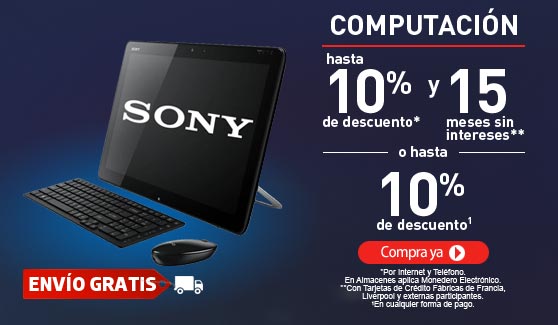 SONY
ENVÍO GRATIS
COMPUTACIÓN
hasta
10% y 15
de descuento* meses sin
intereses**
o hasta
10%
de descuento¹
Compra ya
*Por Internet y Teléfono.
En Almacenes aplica Monedero Electrónico.
**Con Tarjetas de Crédito Fábricas de Francia,
Liverpool y externas participantes.
¹En cualquier forma de pago.